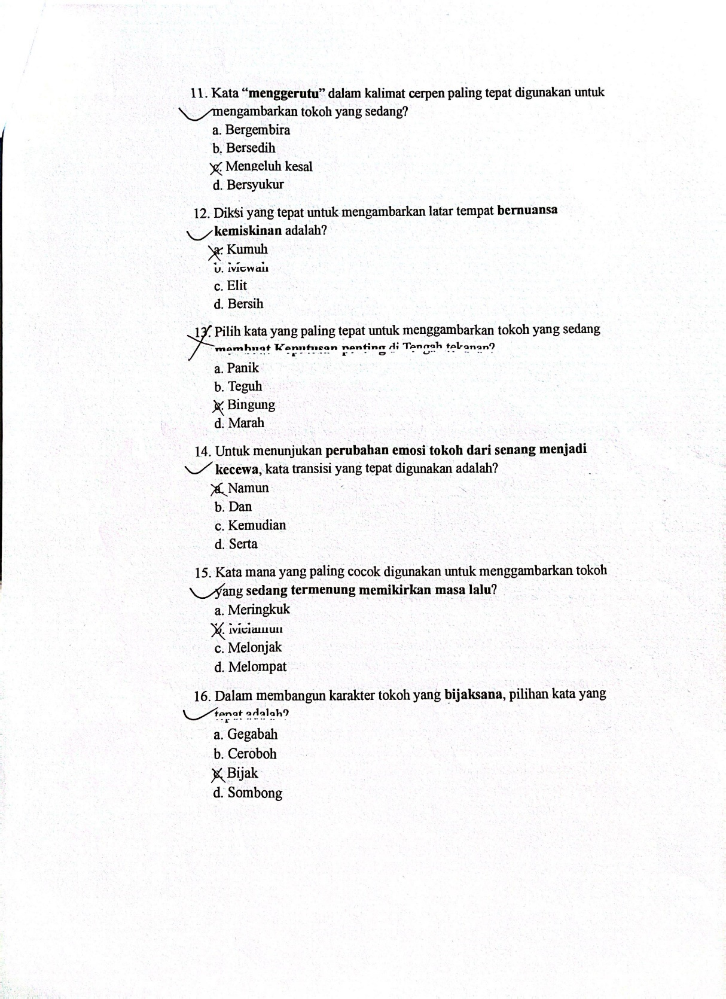 11. Kata “menggerutu” dalam kalimat cerpen paling tepat digunakan untuk
mengambarkan tokoh yang sedang?
a. Bergembira
b. Bersedih
c. Mengeluh kesal
d. Bersyukur
12. Diksi yang tepat untuk mengambarkan latar tempat bernuansa
kemiskinan adalah?
a. Kumuh
b. Mewah
c. Elit
d. Bersih
13. Pilih kata yang paling tepat untuk menggambarkan tokoh yang sedang
membuat Keputusan penting di Tengah tekanan?
a. Panik
b. Teguh
c. Bingung
d. Marah
14. Untuk menunjukan perubahan emosi tokoh dari senang menjadi
kecewa, kata transisi yang tepat digunakan adalah?
a. Namun
b. Dan
c. Kemudian
d. Serta
15. Kata mana yang paling cocok digunakan untuk menggambarkan tokoh
yang sedang termenung memikirkan masa lalu?
a. Meringkuk
b. Melamun
c. Melonjak
d. Melompat
16. Dalam membangun karakter tokoh yang bijaksana, pilihan kata yang
tepat adalah?
a. Gegabah
b. Ceroboh
c. Bijak
d. Sombong